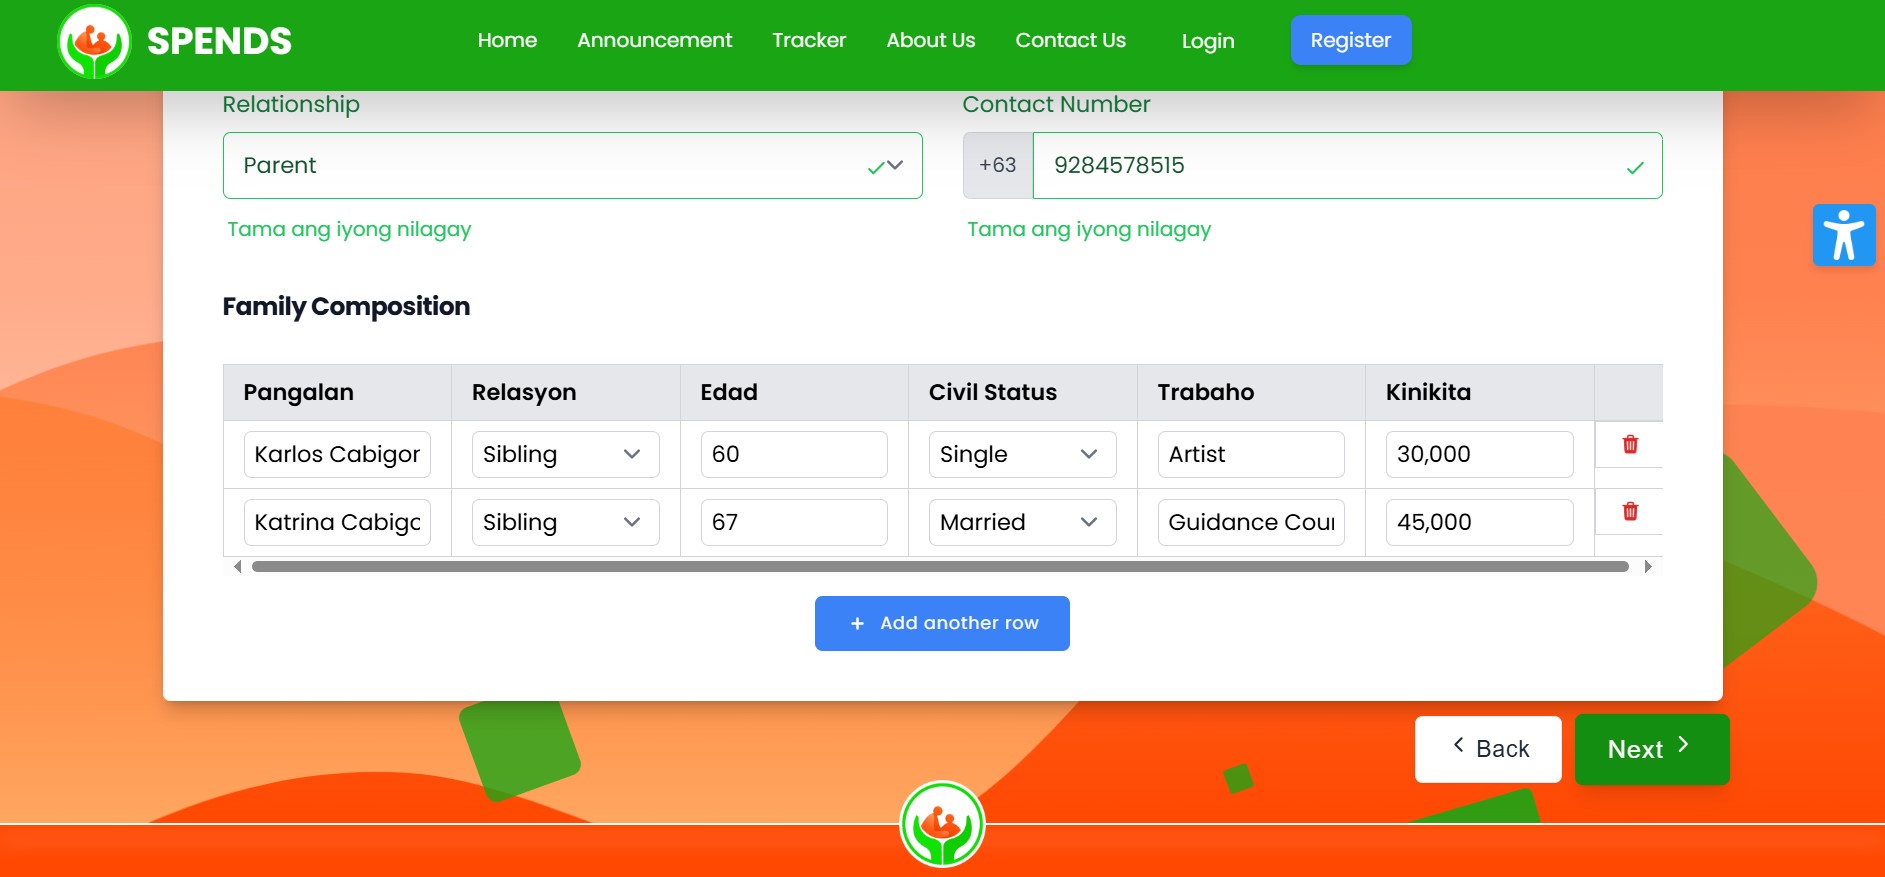 SPENDS
Home Announcement Tracker About Us Contact Us Login Register
Relationship Contact Number
Parent +63 9284578515
Tama ang iyong nilagay Tama ang iyong nilagay
Family Composition
Pangalan Relasyon Edad Civil Status Trabaho Kinikita
Karlos Cabigor Sibling 60 Single Artist 30,000
Katrina Cabigo Sibling 67 Married Guidance Cou 45,000
+ Add another row
Back Next